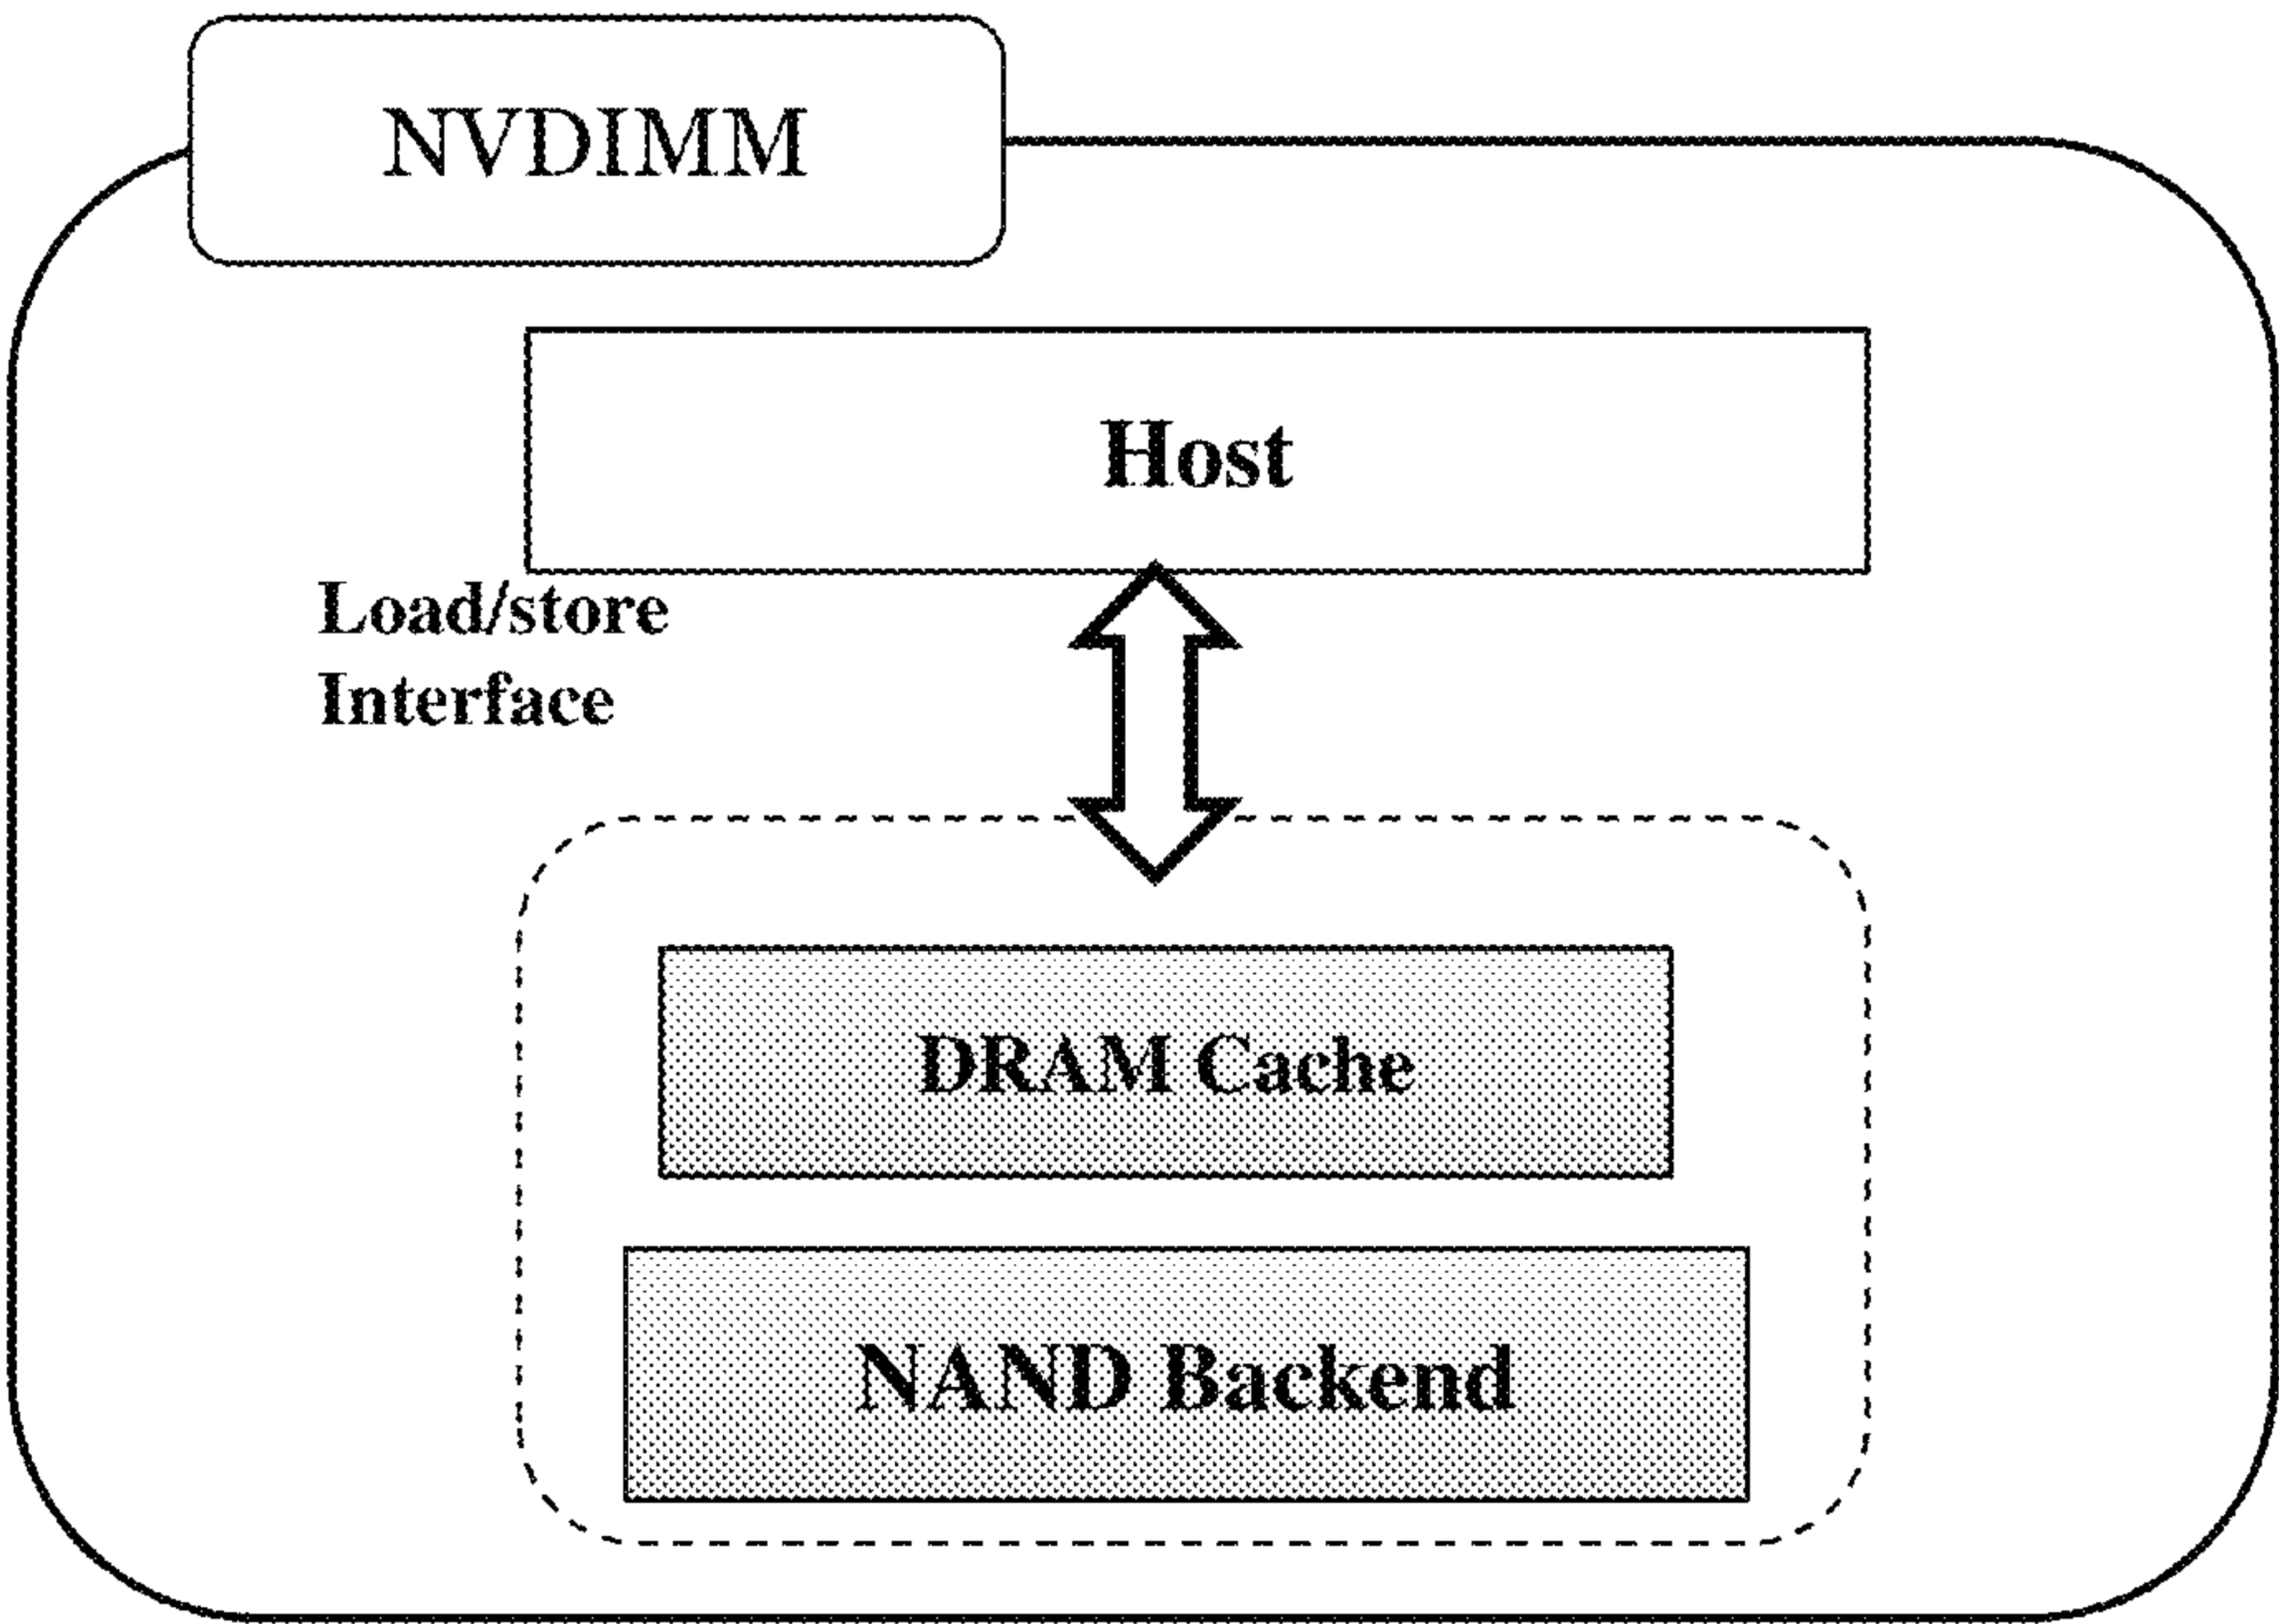 NVDIMM
Host
Load/store
Interface
DRAM Cache
NAND Backend